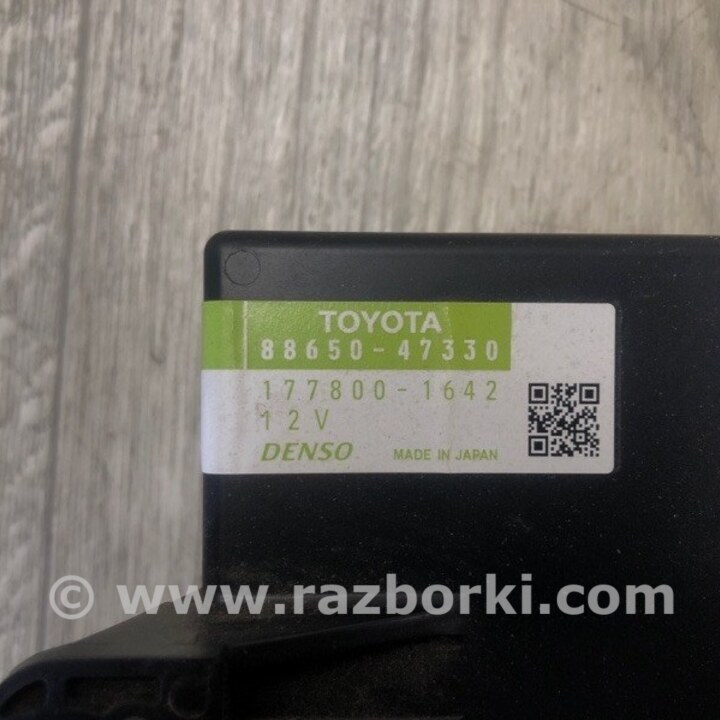 TOYOTA
88650-47330
177800-1642
12V
DENSO MADE IN JAPAN
© www.razborki.com